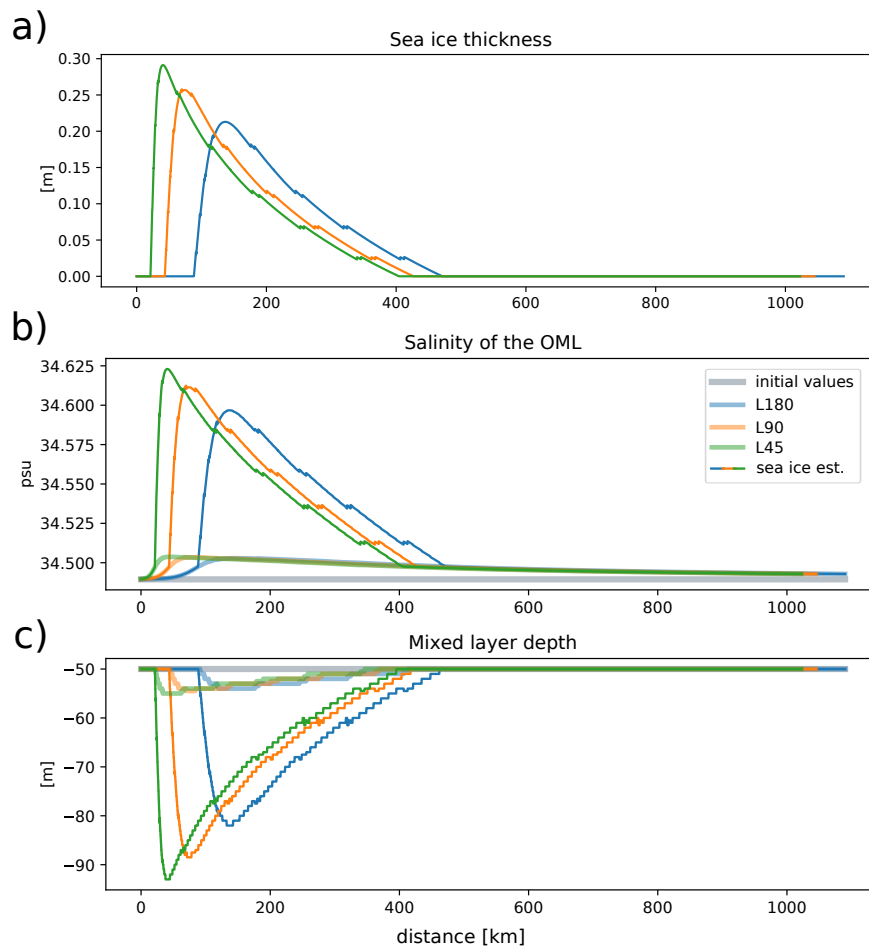 a)
Sea ice thickness
0.30
0.25
0.20
0.15
0.10
0.05
0.00
[m]
0 200 400 600 800 1000
b)
Salinity of the OML
34.625
34.600
34.575
34.550
34.525
34.500
psu
initial values
L180
L90
L45
sea ice est.
0 200 400 600 800 1000
c)
Mixed layer depth
−50
−60
−70
−80
−90
[m]
0 200 400 600 800 1000
distance [km]